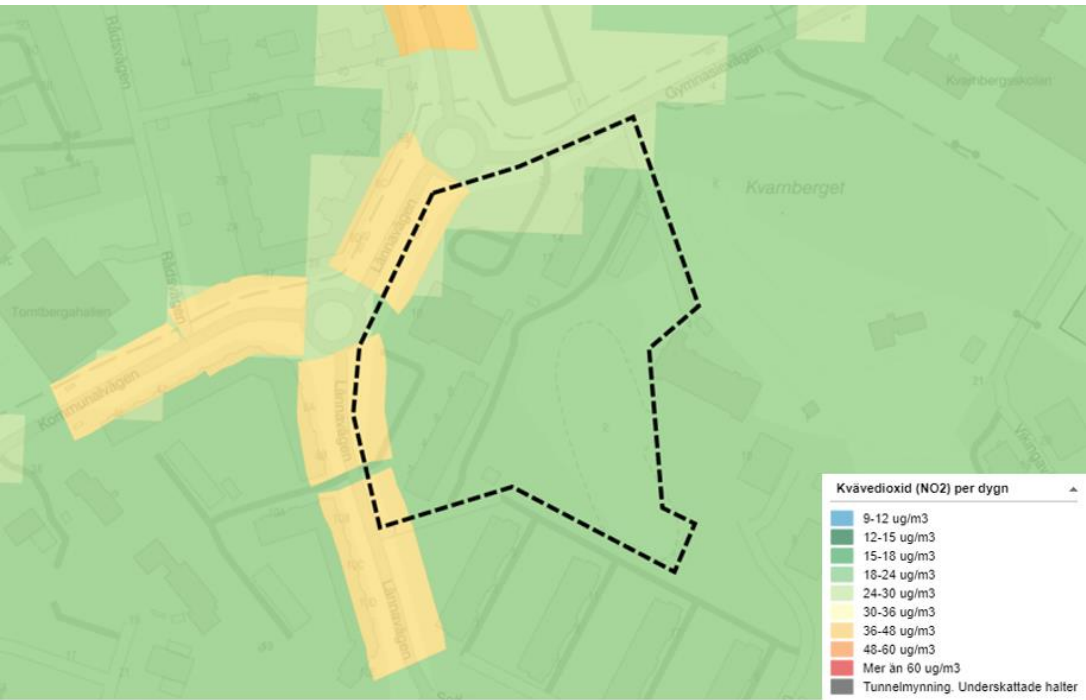 Rådsvägen
Gymnasievägen
Kvarnbergsskolan
Kvarnberget
Lännavägen
Rådsvägen
Tomtbergahallen
Kommunalvägen
Lännavägen
Lännavägen
Kvävedioxid (NO2) per dygn
9-12 ug/m3
12-15 ug/m3
15-18 ug/m3
18-24 ug/m3
24-30 ug/m3
30-36 ug/m3
36-48 ug/m3
48-60 ug/m3
Mer än 60 ug/m3
Tunnelmynning. Underskattade halter